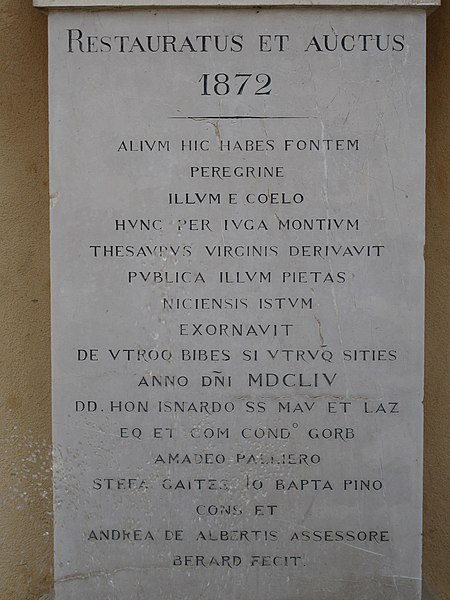 RESTAURATUS ET AUCTUS
1872
ALIVM HIC HABES FONTEM
PEREGRINE
ILLVM E COELO
HVNC PER IVGA MONTIVM
THESAVPVS VIRGINIS DERIVAVIT
PVBLICA ILLVM PIETAS
NICIENSIS ISTVM
EXORNAVIT
DE VTROQ BIBES SI VTRVQ̃ SITIES
ANNO DÑI MDCLIV
DD. HON ISNARDO SS MAV ET LAZ
EQ ET COM CONDº GORB
AMADEO PALLIERO
STEFA GAITES IO BAPTA PINO
CONS ET
ANDREA DE ALBERTIS ASSESSORE
BERARD FECIT.